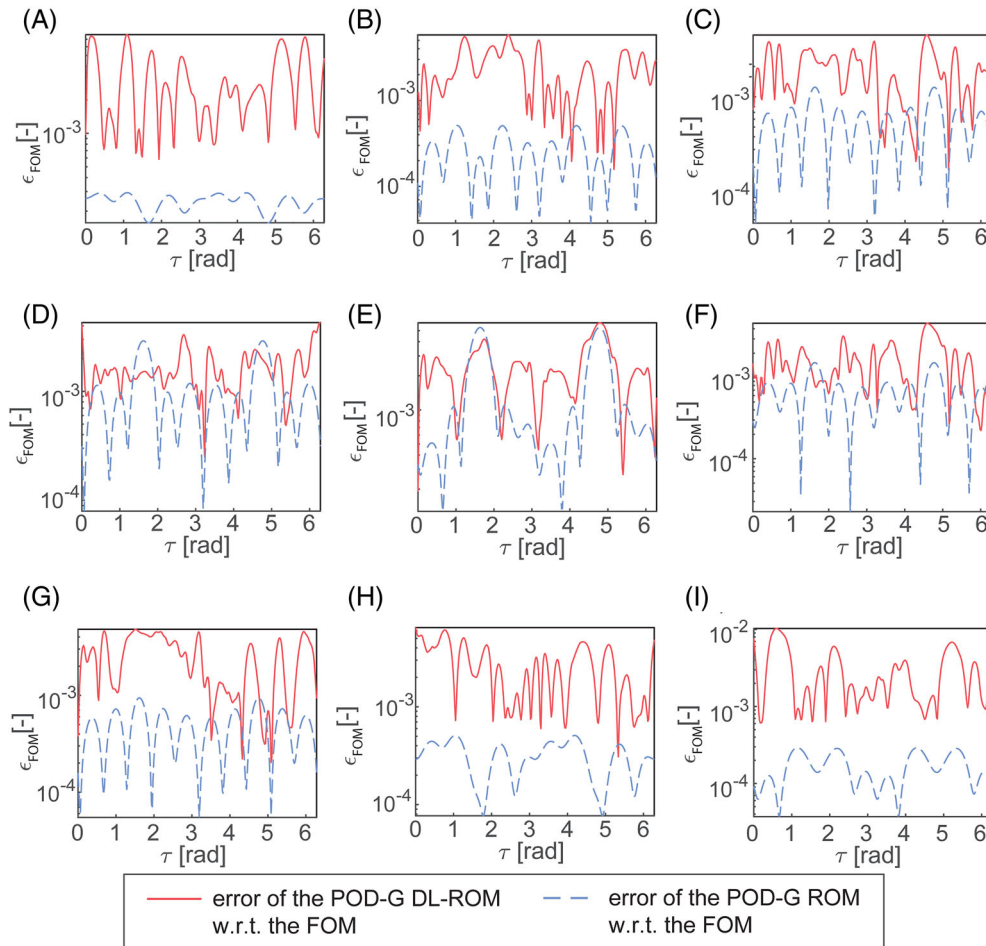 (A) (B) (C)
ϵFOM[-] 10-3
0 1 2 3 4 5 6
τ [rad]
ϵFOM[-] 10-3 10-4
0 1 2 3 4 5 6
τ [rad]
ϵFOM[-] 10-3 10-4
0 1 2 3 4 5 6
τ [rad]
(D) (E) (F)
ϵFOM[-] 10-3 10-4
0 1 2 3 4 5 6
τ [rad]
ϵFOM[-] 10-3
0 1 2 3 4 5 6
τ [rad]
ϵFOM[-] 10-3 10-4
0 1 2 3 4 5 6
τ [rad]
(G) (H) (I)
ϵFOM[-] 10-3 10-4
0 1 2 3 4 5 6
τ [rad]
ϵFOM[-] 10-3 10-4
0 1 2 3 4 5 6
τ [rad]
ϵFOM[-] 10-2 10-3 10-4
0 1 2 3 4 5 6
τ [rad]
error of the POD-G DL-ROM
w.r.t. the FOM
error of the POD-G ROM
w.r.t. the FOM